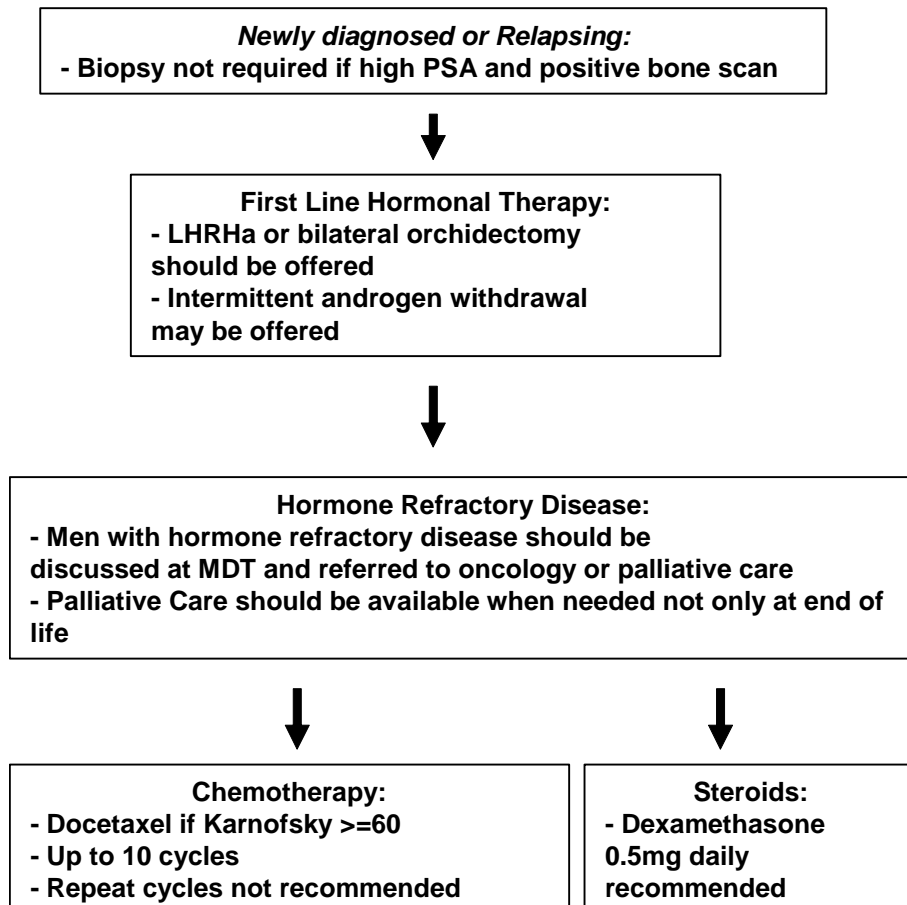 Newly diagnosed or Relapsing:
- Biopsy not required if high PSA and positive bone scan
First Line Hormonal Therapy:
- LHRHa or bilateral orchidectomy
should be offered
- Intermittent androgen withdrawal
may be offered
Hormone Refractory Disease:
- Men with hormone refractory disease should be
discussed at MDT and referred to oncology or palliative care
- Palliative Care should be available when needed not only at end of
life
Chemotherapy:
- Docetaxel if Karnofsky >=60
- Up to 10 cycles
- Repeat cycles not recommended
Steroids:
- Dexamethasone
0.5mg daily
recommended